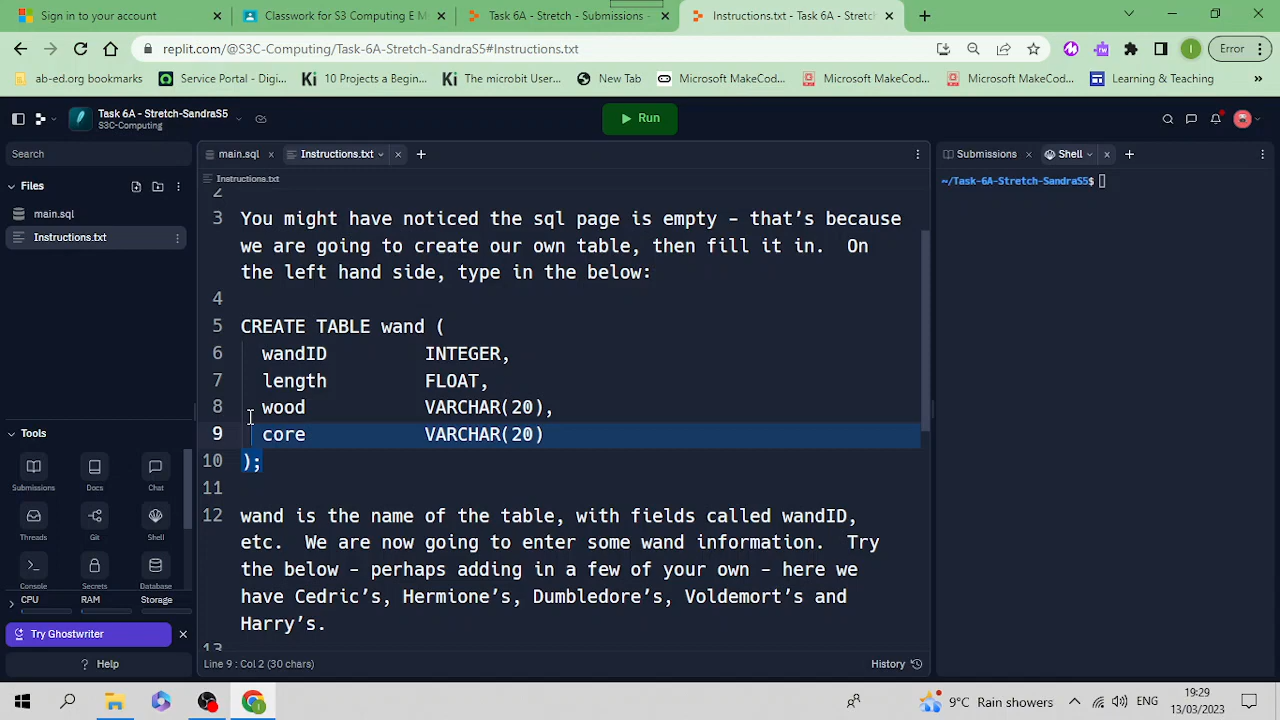 Sign in to your account
Classwork for S3 Computing E M
Task 6A - Stretch - Submissions -
Instructions.txt - Task 6A - Stretch
replit.com/@S3C-Computing/Task-6A-Stretch-SandraS5#Instructions.txt
Error
ab-ed.org bookmarks
Service Portal - Digi...
Ki 10 Projects a Begin...
Ki The microbit User...
New Tab
Microsoft MakeCod...
Microsoft MakeCod...
Microsoft MakeCod...
Learning & Teaching
Task 6A - Stretch-SandraS5
S3C-Computing
Run
Search
main.sql
Instructions.txt
Submissions
Shell
Files
main.sql
Instructions.txt
Instructions.txt
~/Task-6A-Stretch-SandraS5$
2
3 You might have noticed the sql page is empty - that's because
we are going to create our own table, then fill it in. On
the left hand side, type in the below:
4
5 CREATE TABLE wand (
6 wandID INTEGER,
7 length FLOAT,
8 wood VARCHAR(20),
9 core VARCHAR(20)
10 );
11
12 wand is the name of the table, with fields called wandID,
etc. We are now going to enter some wand information. Try
the below - perhaps adding in a few of your own - here we
have Cedric's, Hermione's, Dumbledore's, Voldemort's and
Harry's.
13
Tools
Submissions
Docs
Chat
Threads
Git
Shell
Console
Secrets
Database
CPU
RAM
Storage
Try Ghostwriter
Help
Line 9 : Col 2 (30 chars)
History
9°C Rain showers
ENG
19:29
13/03/2023